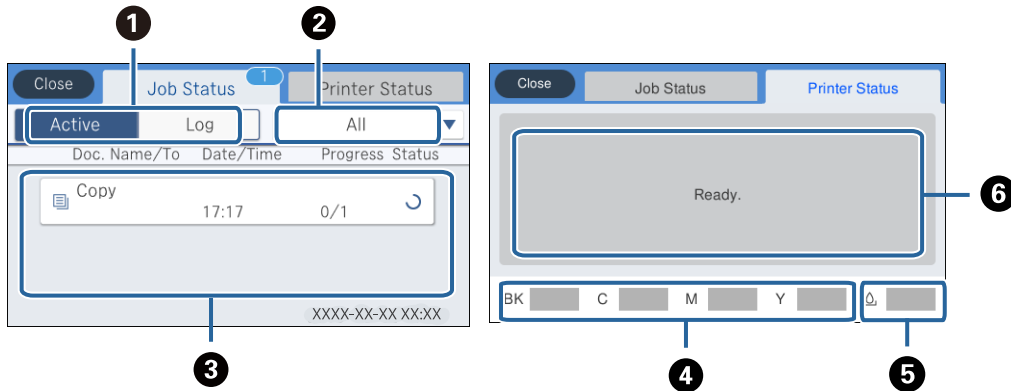 1 2
Close Job Status 1 Printer Status
Active Log All
Doc. Name/To Date/Time Progress Status
Copy
17:17 0/1
XXXX-XX-XX XX:XX
3
Close Job Status Printer Status
Ready.
6
BK C M Y
4 5